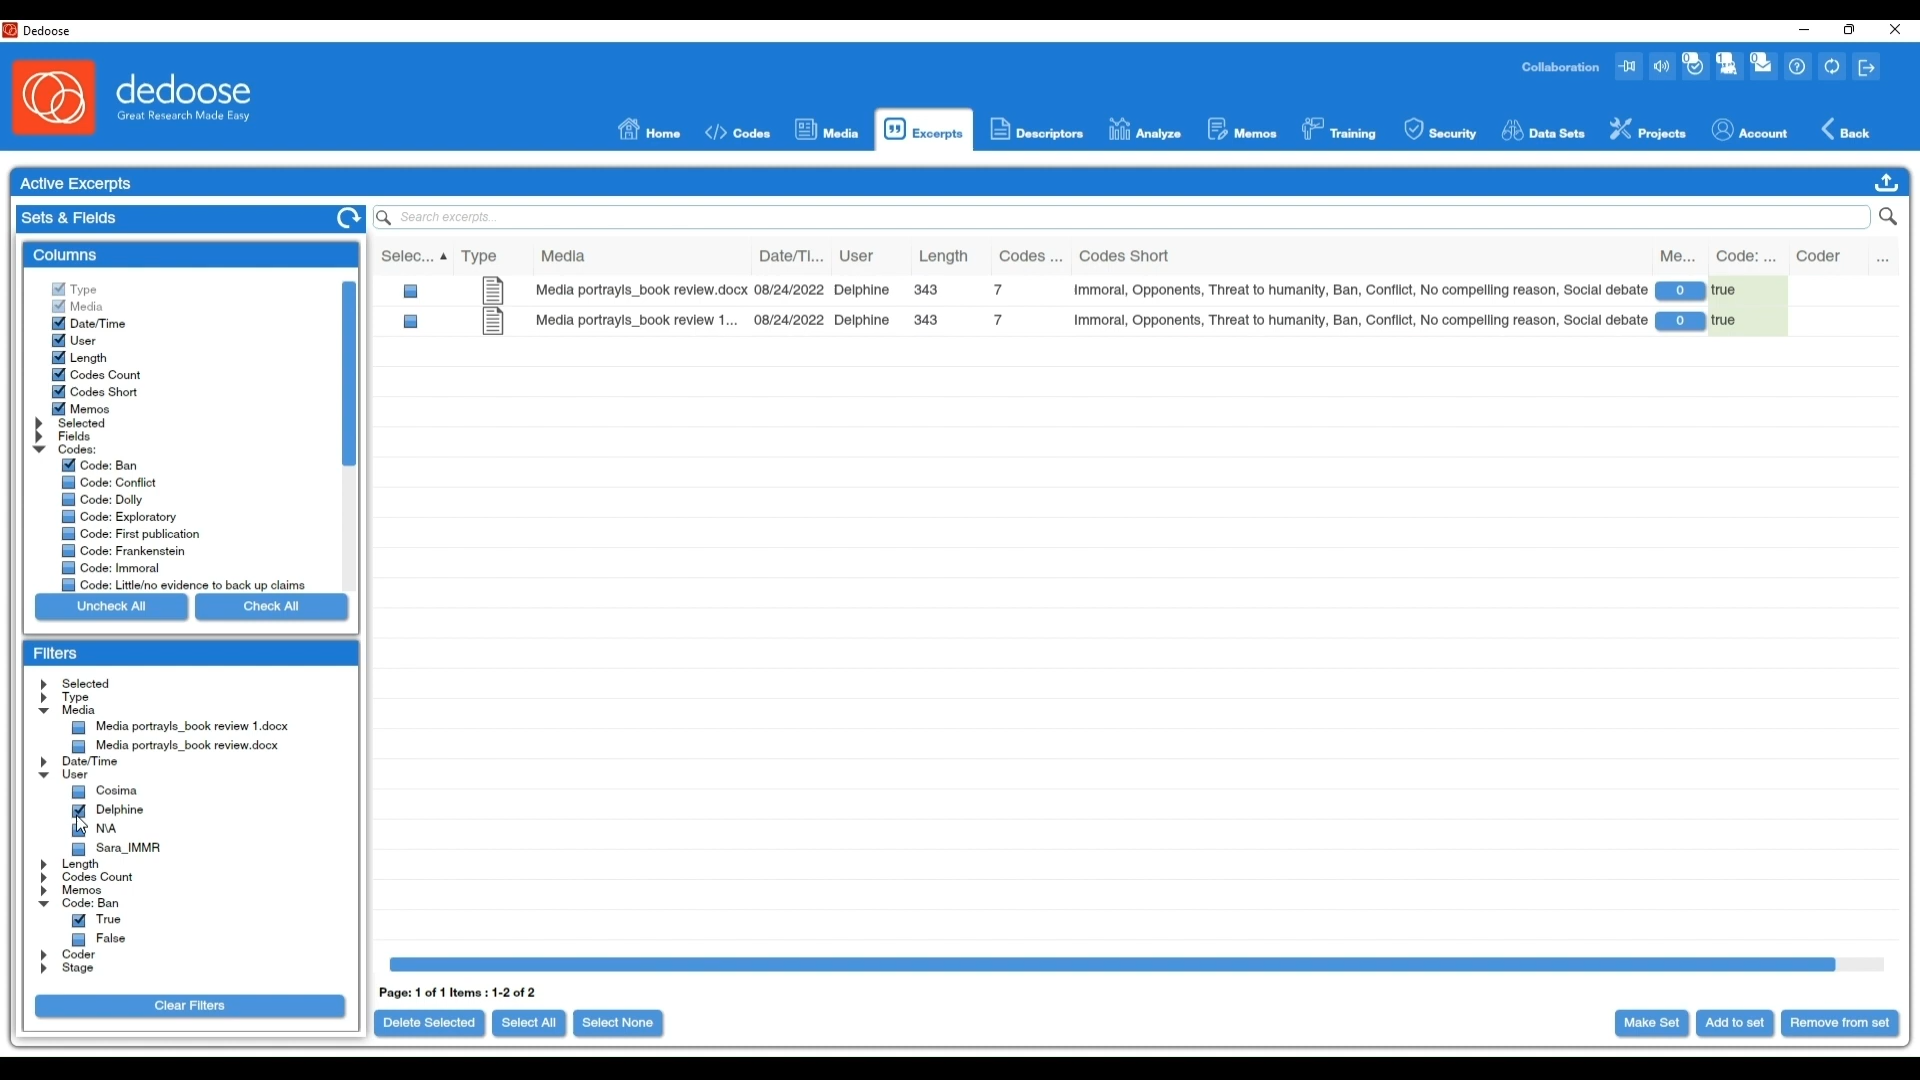 Dedoose
dedoose
Great Research Made Easy
Collaboration
0
1
0
Home
Codes
Media
Excerpts
Descriptors
Analyze
Memos
Training
Security
Data Sets
Projects
Account
Back
Active Excerpts
Sets & Fields
Search excerpts...
Columns
Type
Media
Date/Time
User
Length
Codes Count
Codes Short
Memos
Selected
Fields
Codes:
Code: Ban
Code: Conflict
Code: Dolly
Code: Exploratory
Code: First publication
Code: Frankenstein
Code: Immoral
Code: Little/no evidence to back up claims
Uncheck All Check All
Filters
Selected
Type
Media
Media portrayls_book review 1.docx
Media portrayls_book review.docx
Date/Time
User
Cosima
Delphine
N\A
Sara_IMMR
Length
Codes Count
Memos
Code: Ban
True
False
Coder
Stage
Clear Filters
Selec... Type Media Date/Ti... User Length Codes ... Codes Short Me... Code: ... Coder ...
Media portrayls_book review.docx 08/24/2022 Delphine 343 7 Immoral, Opponents, Threat to humanity, Ban, Conflict, No compelling reason, Social debate 0 true
Media portrayls_book review 1... 08/24/2022 Delphine 343 7 Immoral, Opponents, Threat to humanity, Ban, Conflict, No compelling reason, Social debate 0 true
Page: 1 of 1 Items : 1-2 of 2
Delete Selected Select All Select None Make Set Add to set Remove from set